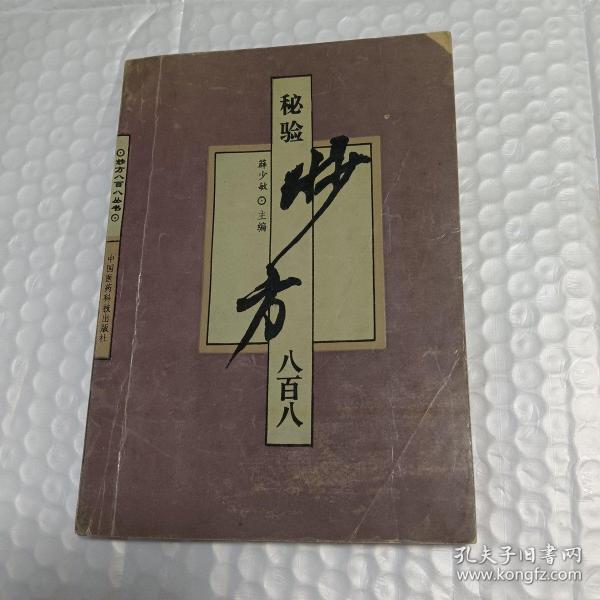 秘验
妙方
八百八
薛少敏⊙主编
⊙妙方八百八丛书⊙
中国医药科技出版社
孔夫子旧书网
www.kongfz.com